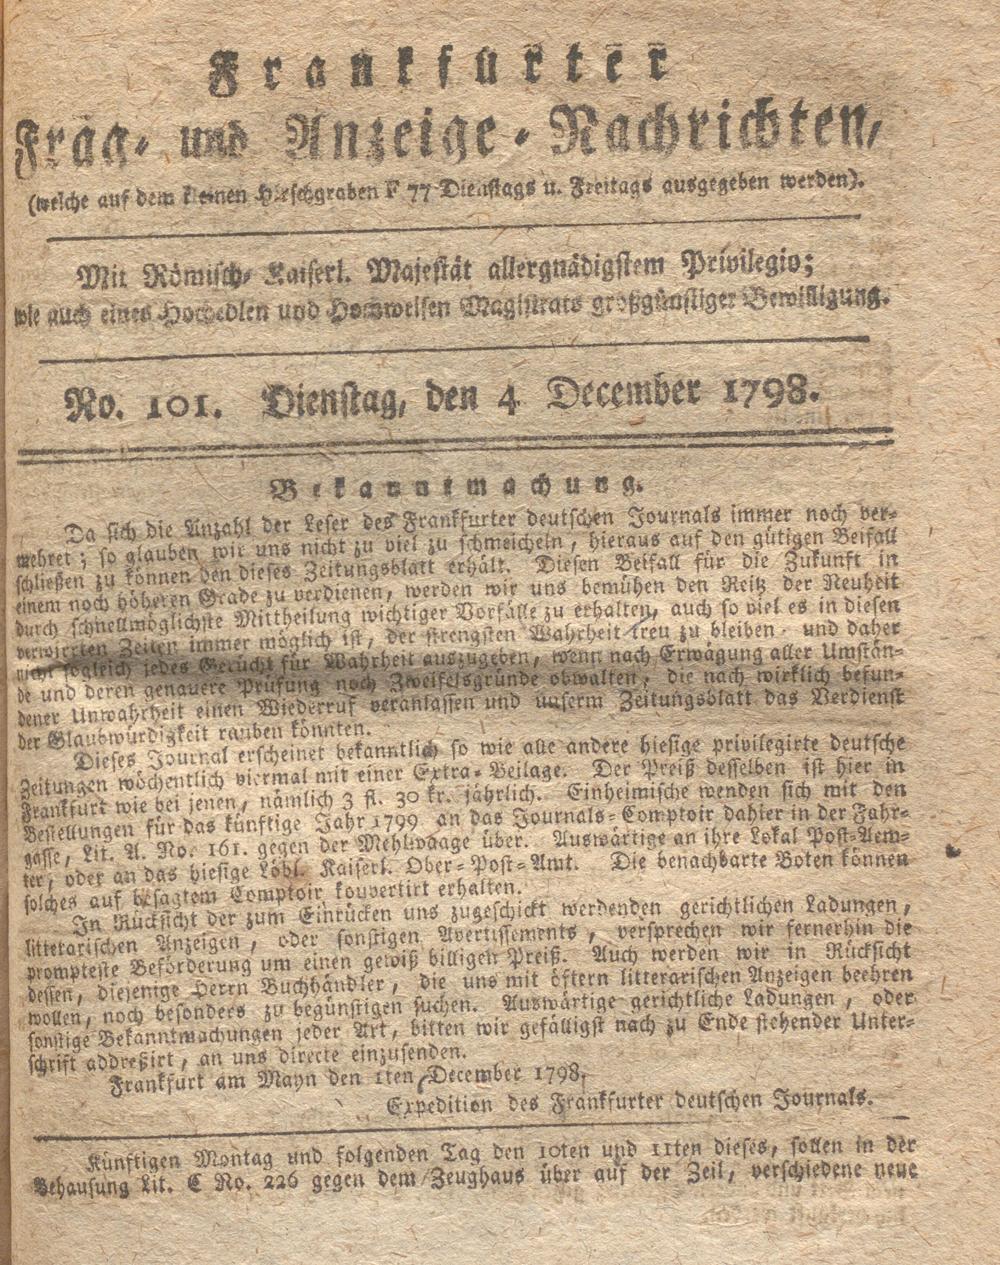 Frankfurter
Frag- und Anzeige-Nachrichten,
(welche auf dem kleinen Hirschgraben F 77 Dienstags u. Freitags ausgegeben werden).
Mit Römisch-Kaiserl. Majestät allergnädigstem Privilegio;
wie auch eines Hochedlen und Hochweisen Magistrats großgünstiger Bewilligung.
No. 101. Dienstag, den 4 December 1798.
Bekanntmachung.
Da sich die Anzahl der Leser des Frankfurter deutschen Journals immer noch ver-
mehret; so glauben wir uns nicht zu viel zu schmeicheln, hieraus auf den gütigen Beifall
schließen zu können den dieses Zeitungsblatt erhält. Diesen Beifall für die Zukunft in
einem noch höheren Grade zu verdienen, werden wir uns bemühen den Reitz der Neuheit
durch schnellmöglichste Mittheilung wichtiger Vorfälle zu erhalten, auch so viel es in diesen
verwirrten Zeiten immer möglich ist, der strengsten Wahrheit treu zu bleiben, und daher
nicht sogleich jedes Gerücht für Wahrheit auszugeben, wenn nach Erwägung aller Umstän-
de und deren genauere Prüfung noch Zweifelsgründe obwalten, die nach wirklich befun-
dener Unwahrheit einen Wiederruf veranlassen und unserm Zeitungsblatt das Verdienst
der Glaubwürdigkeit rauben könnten.
Dieses Journal erscheinet bekanntlich so wie alle andere hiesige privilegirte deutsche
Zeitungen wöchentlich viermal mit einer Extra-Beilage. Der Preiß desselben ist hier in
Frankfurt wie bei jenen, nämlich 3 fl. 30 kr. jährlich. Einheimische wenden sich mit den
Bestellungen für das künftige Jahr 1799 an das Journals-Comptoir dahier in der Fahr-
gasse, Lit. A. No. 161. gegen der Mehlwaage über. Auswärtige an ihre Lokal Post-Aem-
ter, oder an das hiesige Löbl. Kaiserl. Ober-Post-Amt. Die benachbarte Boten können
solches auf besagtem Comptoir kouvertirt erhalten.
In Rücksicht der zum Einrücken uns zugeschickt werdenden gerichtlichen Ladungen,
litterarischen Anzeigen, oder sonstigen Avertissements, versprechen wir fernerhin die
prompteste Beförderung um einen gewiß billigen Preiß. Auch werden wir in Rücksicht
dessen, diejenige Herrn Buchhändler, die uns mit öftern litterarischen Anzeigen beehren
wollen, noch besonders zu begünstigen suchen. Auswärtige gerichtliche Ladungen, oder
sonstige Bekanntmachungen jeder Art, bitten wir gefälligst nach zu Ende stehender Unter-
schrift addreßirt, an uns directe einzusenden.
Frankfurt am Mayn den 1ten December 1798.
Expedition des Frankfurter deutschen Journals.
Künftigen Montag und folgenden Tag den 10ten und 11ten dieses, sollen in der
Behausung Lit. C No. 226 gegen dem Zeughaus über auf der Zeil, verschiedene neue